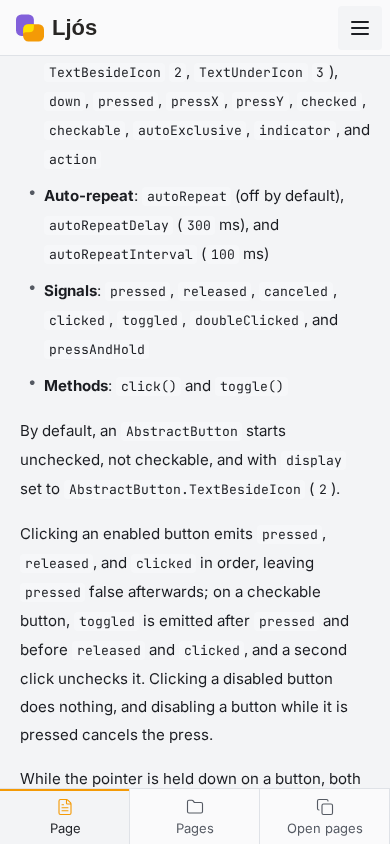 Ljós
TextBesideIcon 2, TextUnderIcon 3),
down, pressed, pressX, pressY, checked,
checkable, autoExclusive, indicator, and
action
• Auto-repeat: autoRepeat (off by default),
autoRepeatDelay (300 ms), and
autoRepeatInterval (100 ms)
• Signals: pressed, released, canceled,
clicked, toggled, doubleClicked, and
pressAndHold
• Methods: click() and toggle()
By default, an AbstractButton starts
unchecked, not checkable, and with display
set to AbstractButton.TextBesideIcon (2).
Clicking an enabled button emits pressed,
released, and clicked in order, leaving
pressed false afterwards; on a checkable
button, toggled is emitted after pressed and
before released and clicked, and a second
click unchecks it. Clicking a disabled button
does nothing, and disabling a button while it is
pressed cancels the press.
While the pointer is held down on a button, both
Page
Pages
Open pages